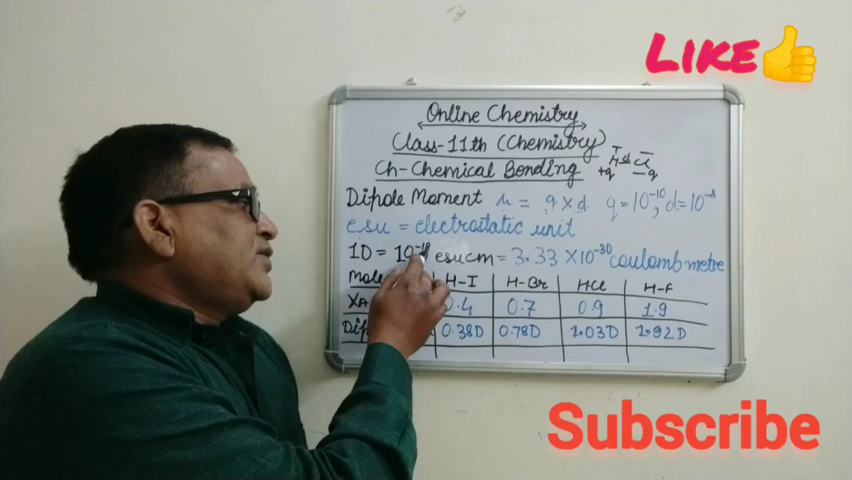 LIKE
Online Chemistry
Class-11th (Chemistry)
H Cl
+q -q
Ch-Chemical Bonding
Dipole Moment μ = q × d q = 10⁻¹⁰, d = 10⁻⁸
esu = electrostatic unit
1D = 10⁻¹⁸ esucm = 3.33 × 10⁻³⁰ coulomb metre
H-I H-Br HCl H-F
XA 0.4 0.7 0.9 1.9
0.38D 0.78D 1.03D 1.92D
Subscribe